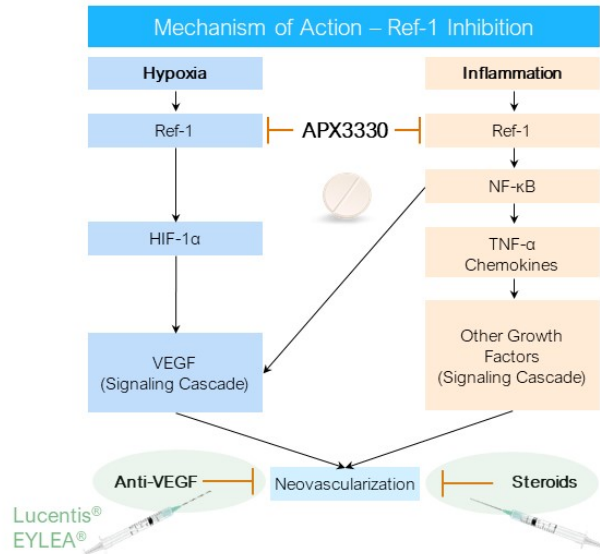 Mechanism of Action – Ref-1 Inhibition
Hypoxia
Inflammation
Ref-1
APX3330
Ref-1
NF-κB
HIF-1α
TNF-α
Chemokines
VEGF
(Signaling Cascade)
Other Growth
Factors
(Signaling Cascade)
Anti-VEGF
Neovascularization
Steroids
Lucentis®
EYLEA®